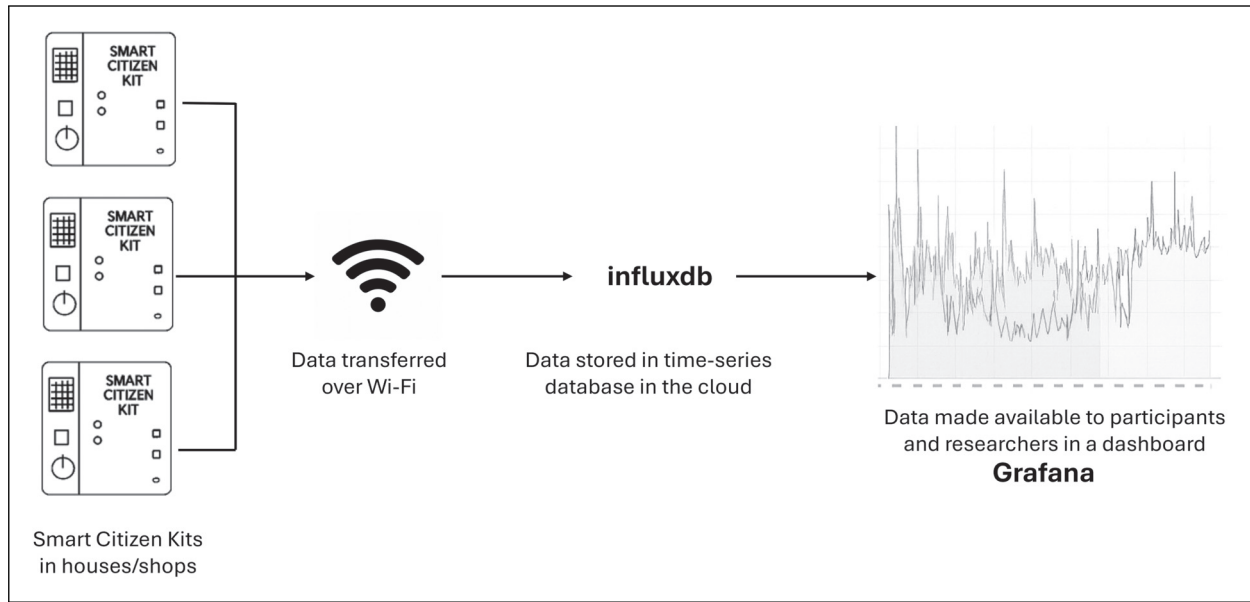 SMART
CITIZEN
KIT
SMART
CITIZEN
KIT
SMART
CITIZEN
KIT
Smart Citizen Kits
in houses/shops
Data transferred
over Wi-Fi
influxdb
Data stored in time-series
database in the cloud
Data made available to participants
and researchers in a dashboard
Grafana